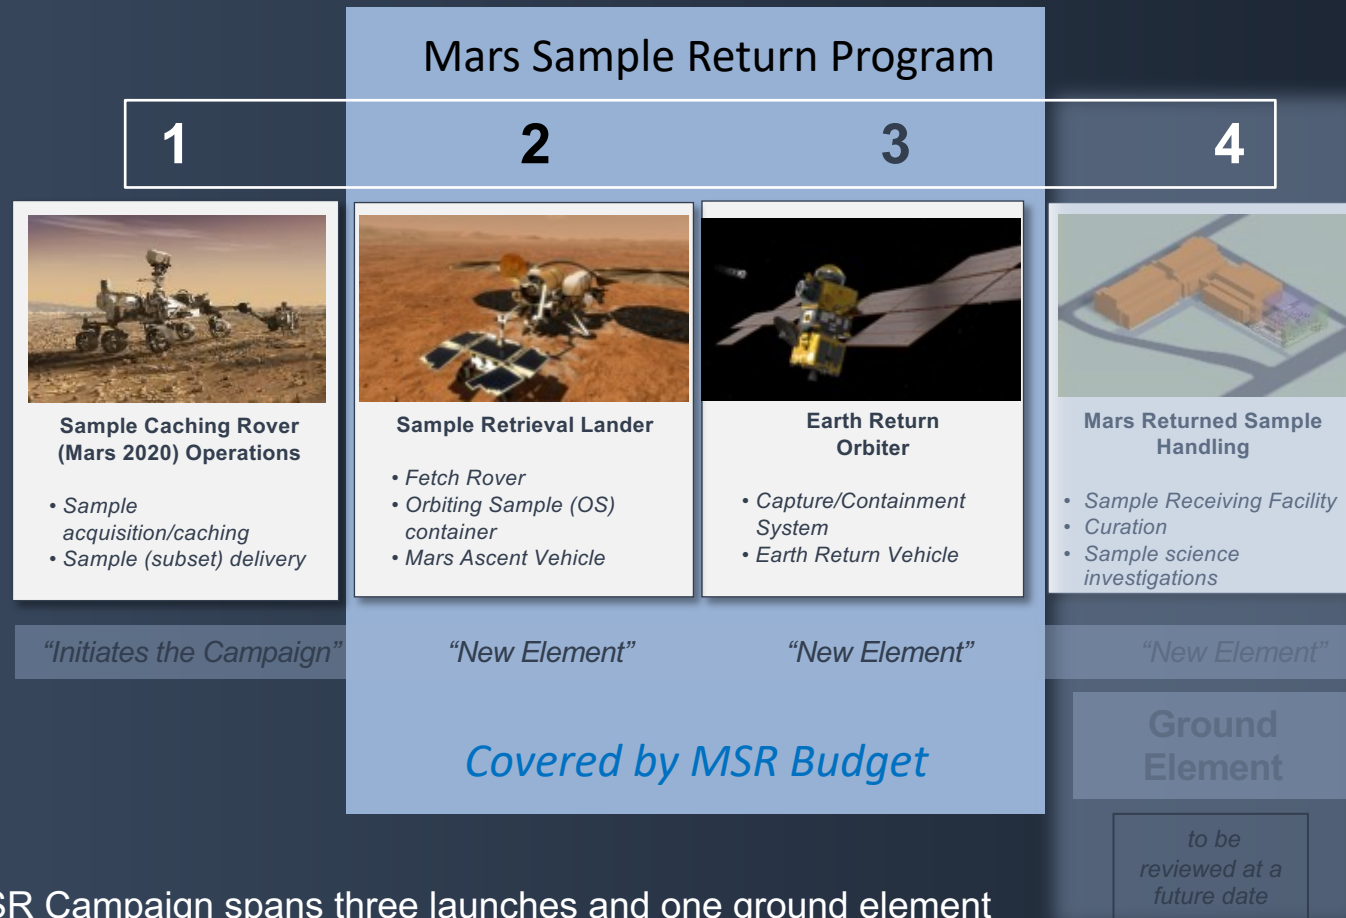 Mars Sample Return Program
1
2
3
4
Sample Caching Rover
(Mars 2020) Operations
• Sample
acquisition/caching
• Sample (subset) delivery
Sample Retrieval Lander
• Fetch Rover
• Orbiting Sample (OS)
container
• Mars Ascent Vehicle
Earth Return
Orbiter
• Capture/Containment
System
• Earth Return Vehicle
Mars Returned Sample
Handling
• Sample Receiving Facility
• Curation
• Sample science
investigations
“Initiates the Campaign”
“New Element”
“New Element”
“New Element”
Covered by MSR Budget
Ground
Element
to be
reviewed at a
future date
SR Campaign spans three launches and one ground element